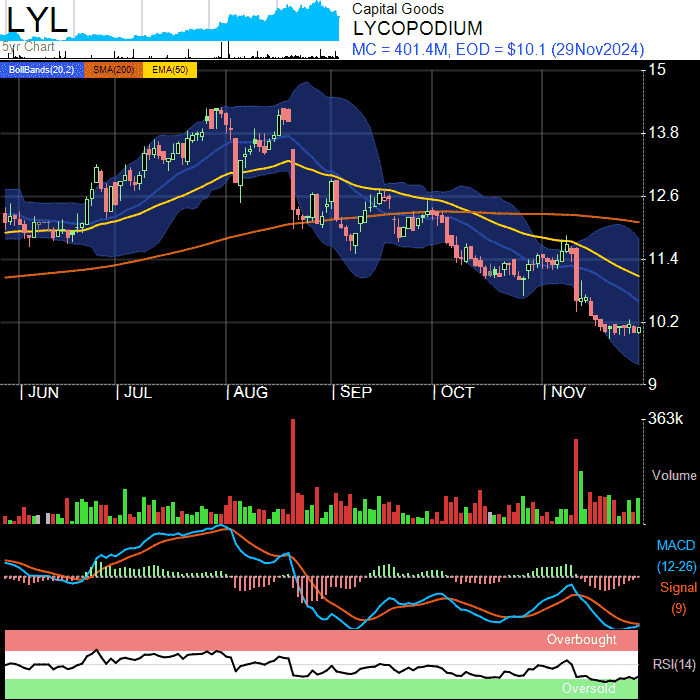 LYL
5yr Chart
Capital Goods
LYCOPODIUM
MC = 401.4M, EOD = $10.1 (29Nov2024)
BollBands(20,2) SMA(200) EMA(50)
15
13.8
12.6
11.4
10.2
9
JUN JUL AUG SEP OCT NOV
363k
Volume
MACD
(12-26)
Signal
(9)
Overbought
RSI(14)
Oversold